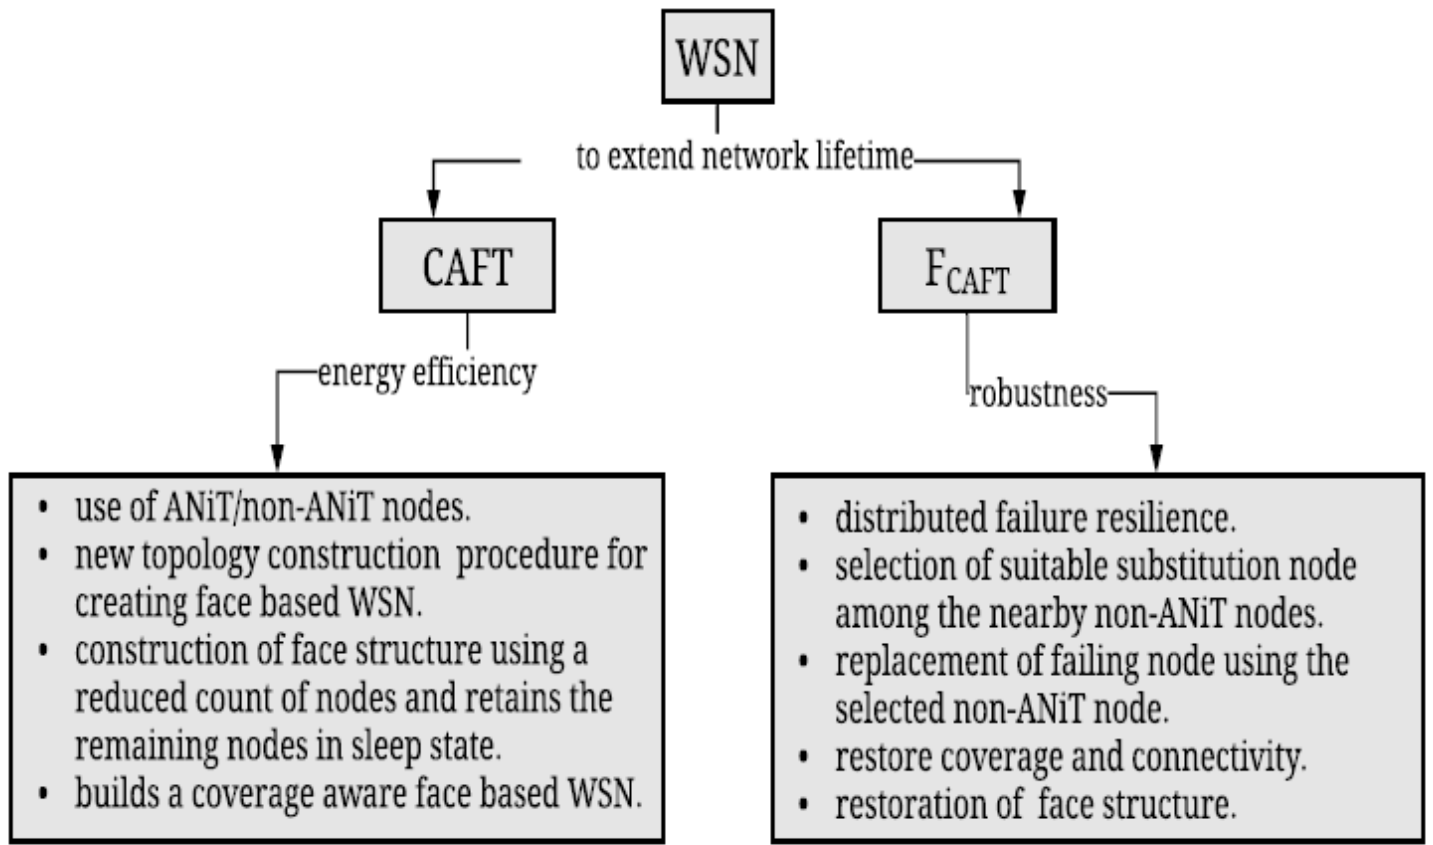 WSN
to extend network lifetime
CAFT
F_CAFT
energy efficiency
robustness
• use of ANiT/non-ANiT nodes.
• new topology construction procedure for
creating face based WSN.
• construction of face structure using a
reduced count of nodes and retains the
remaining nodes in sleep state.
• builds a coverage aware face based WSN.
• distributed failure resilience.
• selection of suitable substitution node
among the nearby non-ANiT nodes.
• replacement of failing node using the
selected non-ANiT node.
• restore coverage and connectivity.
• restoration of face structure.